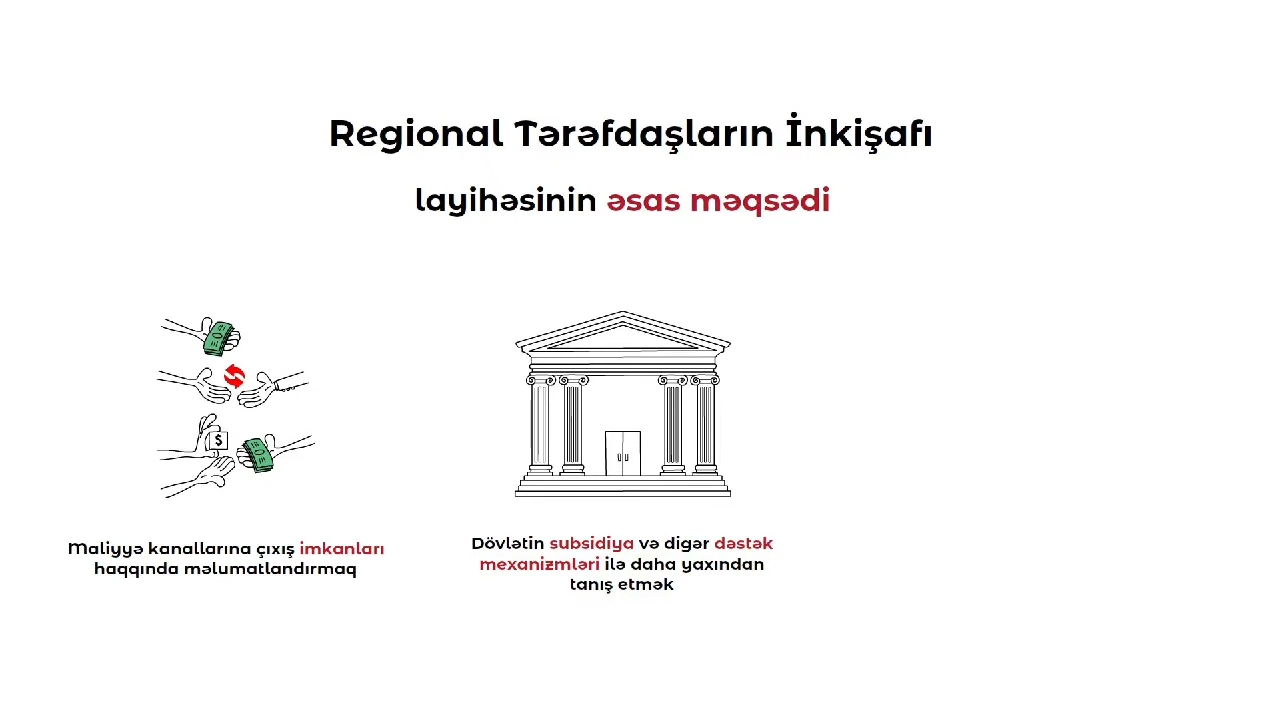 Regional Tərəfdaşların İnkişafı
layihəsinin əsas məqsədi
$
Maliyyə kanallarına çıxış imkanları
haqqında məlumatlandırmaq
Dövlətin subsidiya və digər dəstək
mexanizmləri ilə daha yaxından
tanış etmək